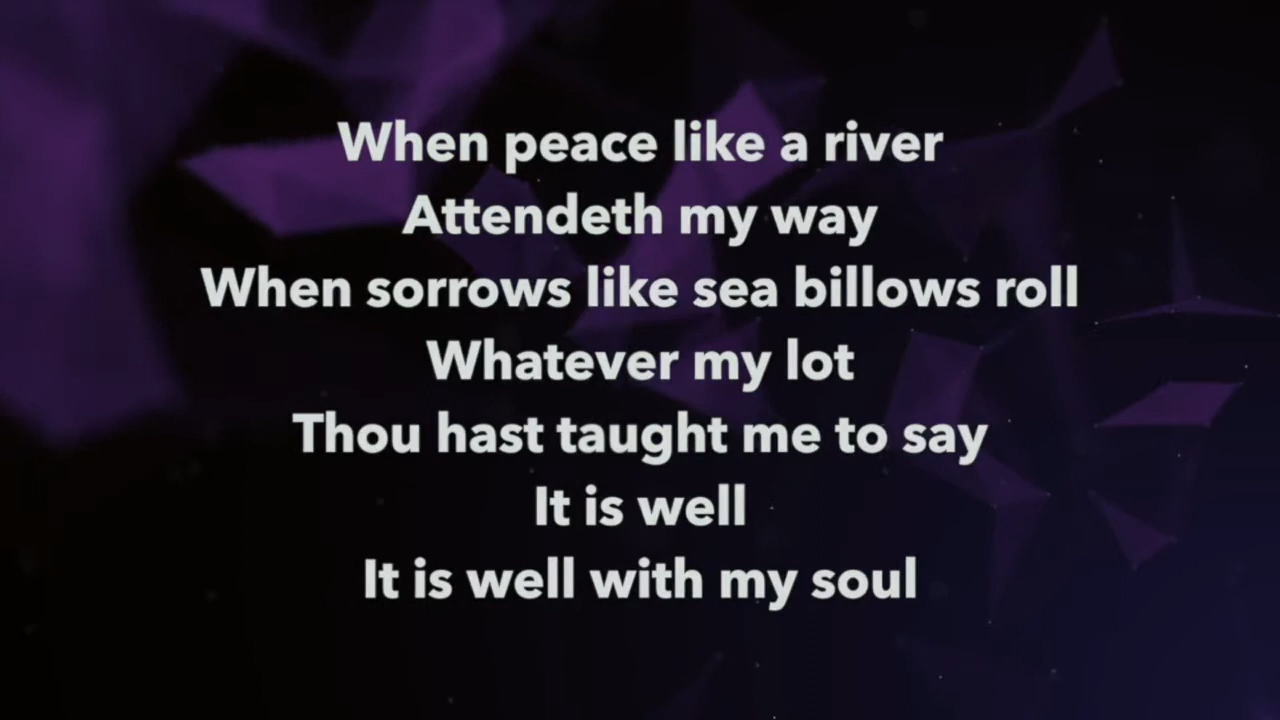 When peace like a river
Attendeth my way
When sorrows like sea billows roll
Whatever my lot
Thou hast taught me to say
It is well
It is well with my soul